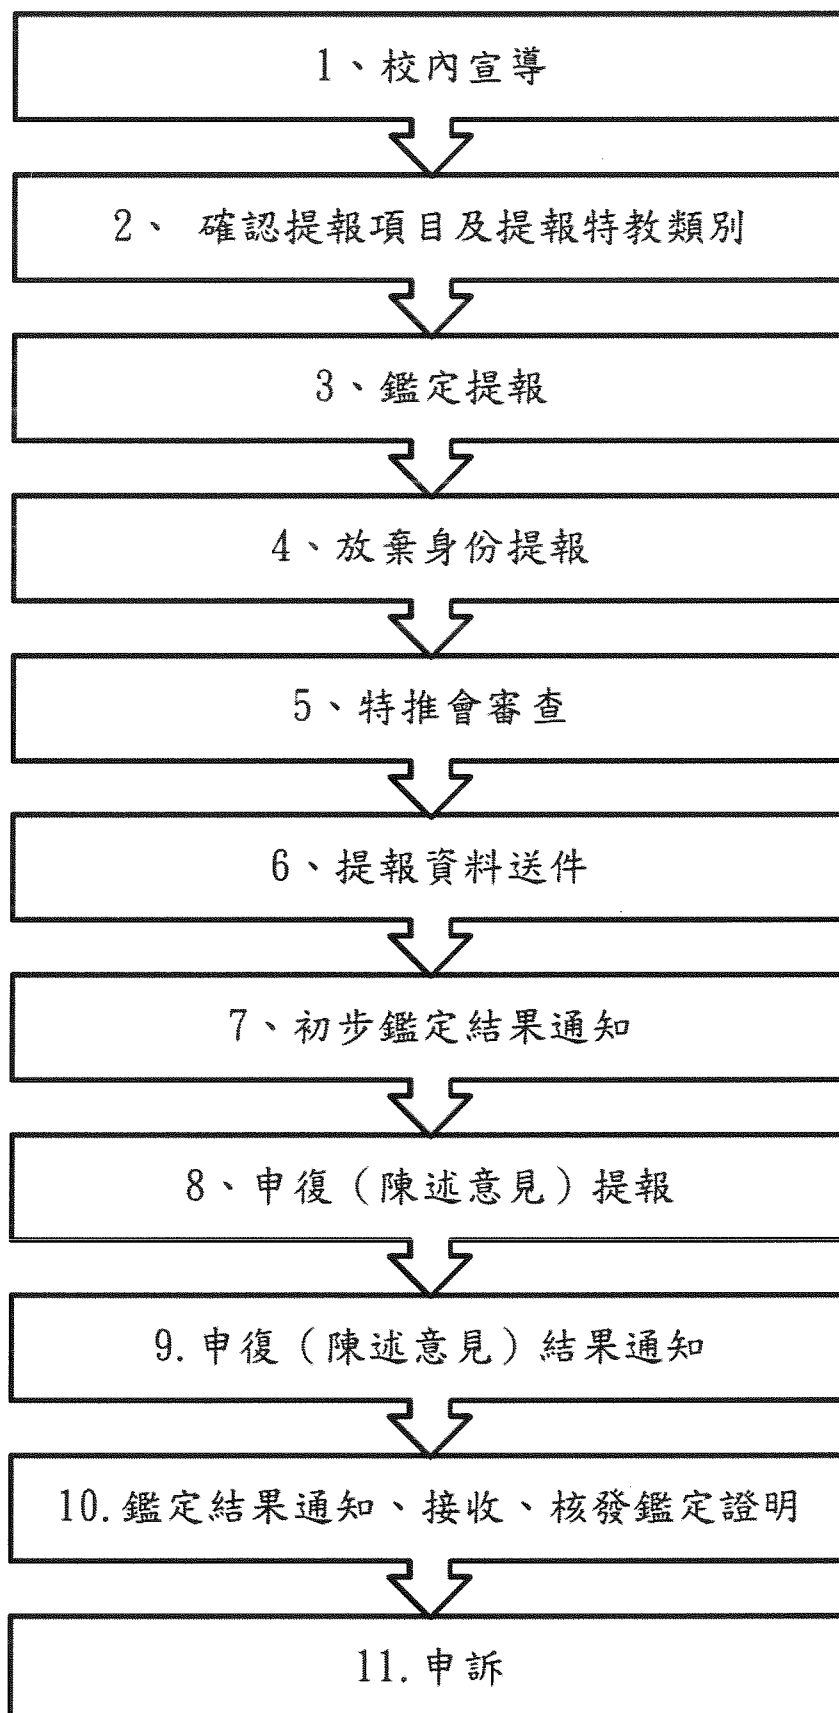 1、校內宣導
2、 確認提報項目及提報特教類別
3、鑑定提報
4、放棄身份提報
5、特推會審查
6、提報資料送件
7、初步鑑定結果通知
8、申復（陳述意見）提報
9.申復（陳述意見）結果通知
10.鑑定結果通知、接收、核發鑑定證明
11.申訴